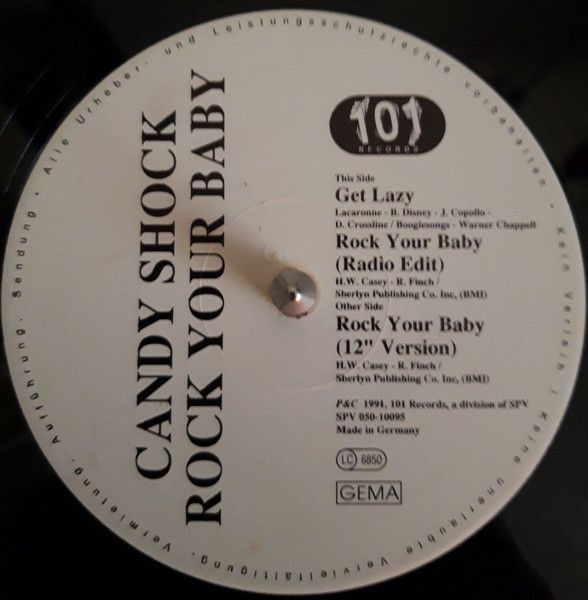 Alle Urheber- und Leistungsschutzrechte vorbehalten · Kein Verleih! Keine unerlaubte Vervielfältigung, Vermietung, Aufführung, Sendung ·
CANDY SHOCK
ROCK YOUR BABY
101
RECORDS
This Side
Get Lazy
Lacaronne - B. Disney - J. Copollo -
D. Crossline / Boogiesongs - Warner Chappell
Rock Your Baby
(Radio Edit)
H.W. Casey - R. Finch /
Sherlyn Publishing Co. Inc, (BMI)
Other Side
Rock Your Baby
(12" Version)
H.W. Casey - R. Finch /
Sherlyn Publishing Co. Inc, (BMI)
P&C 1991, 101 Records, a division of SPV
SPV 050-10095
Made in Germany
LC 6850
GEMA